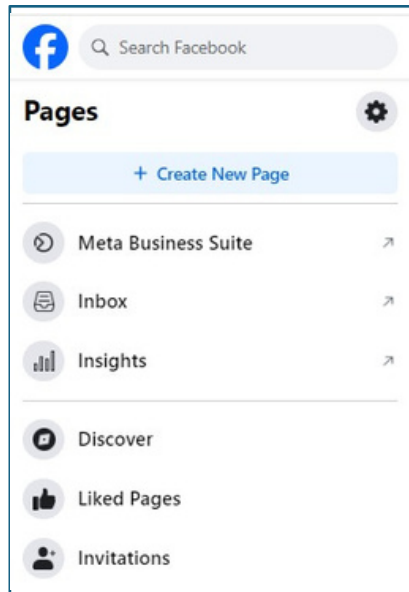 Search Facebook
Pages
+ Create New Page
Meta Business Suite
Inbox
Insights
Discover
Liked Pages
Invitations